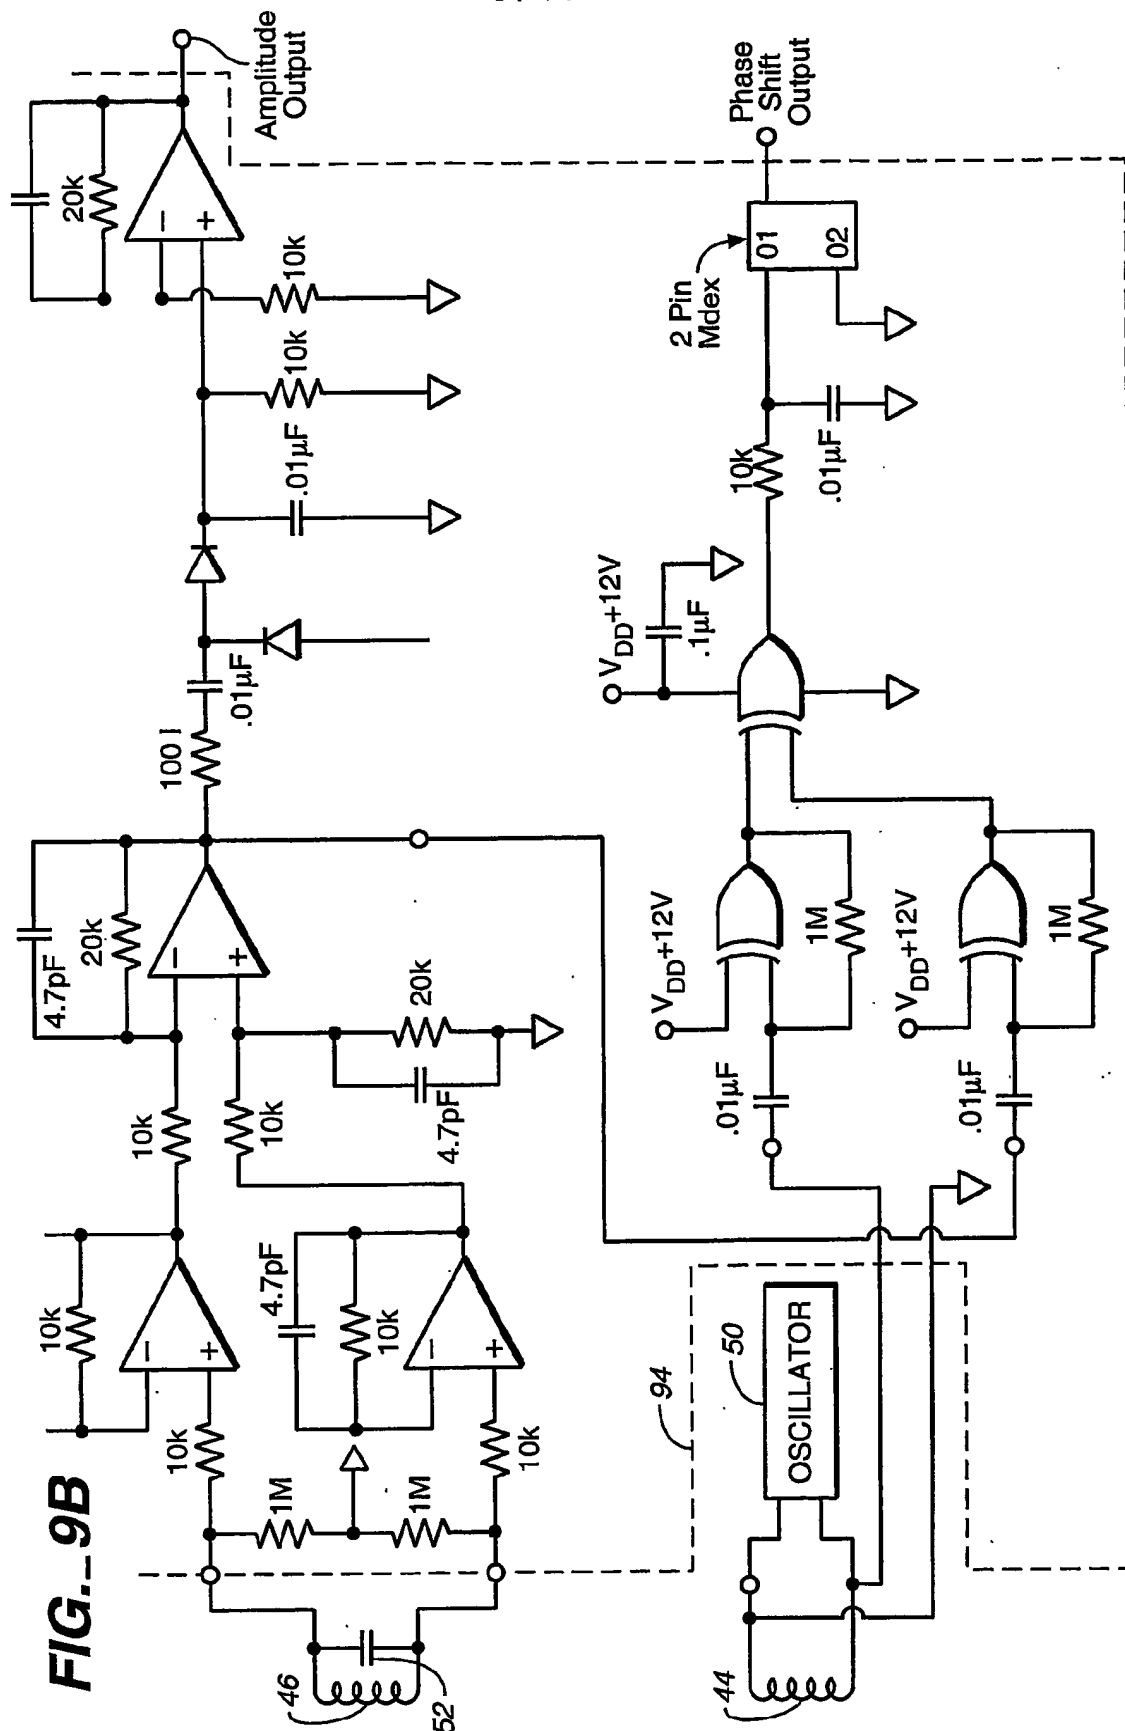 FIG._9B
10k
4.7pF
20k
20k
Amplitude
Output
10k
10k
1M
1M
10k
4.7pF
10k
10k
10k
20k
4.7pF
100 I
.01µF
.01µF
10k
10k
46
52
94
50
OSCILLATOR
44
VDD+12V
.01µF
1M
VDD+12V
.01µF
1M
VDD+12V
.1µF
10k
.01µF
2 Pin
Mdex
01
02
Phase
Shift
Output